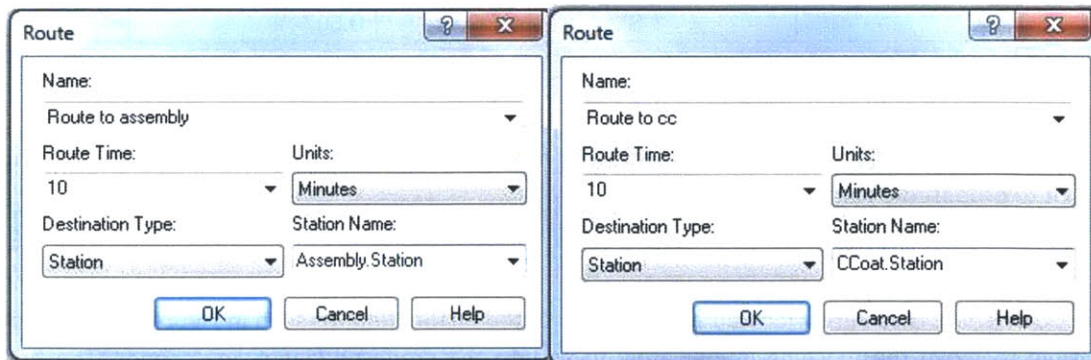 Route
Name:
Route to assembly
Route Time: Units:
10 Minutes
Destination Type: Station Name:
Station Assembly.Station
OK Cancel Help
Route
Name:
Route to cc
Route Time: Units:
10 Minutes
Destination Type: Station Name:
Station CCoat.Station
OK Cancel Help